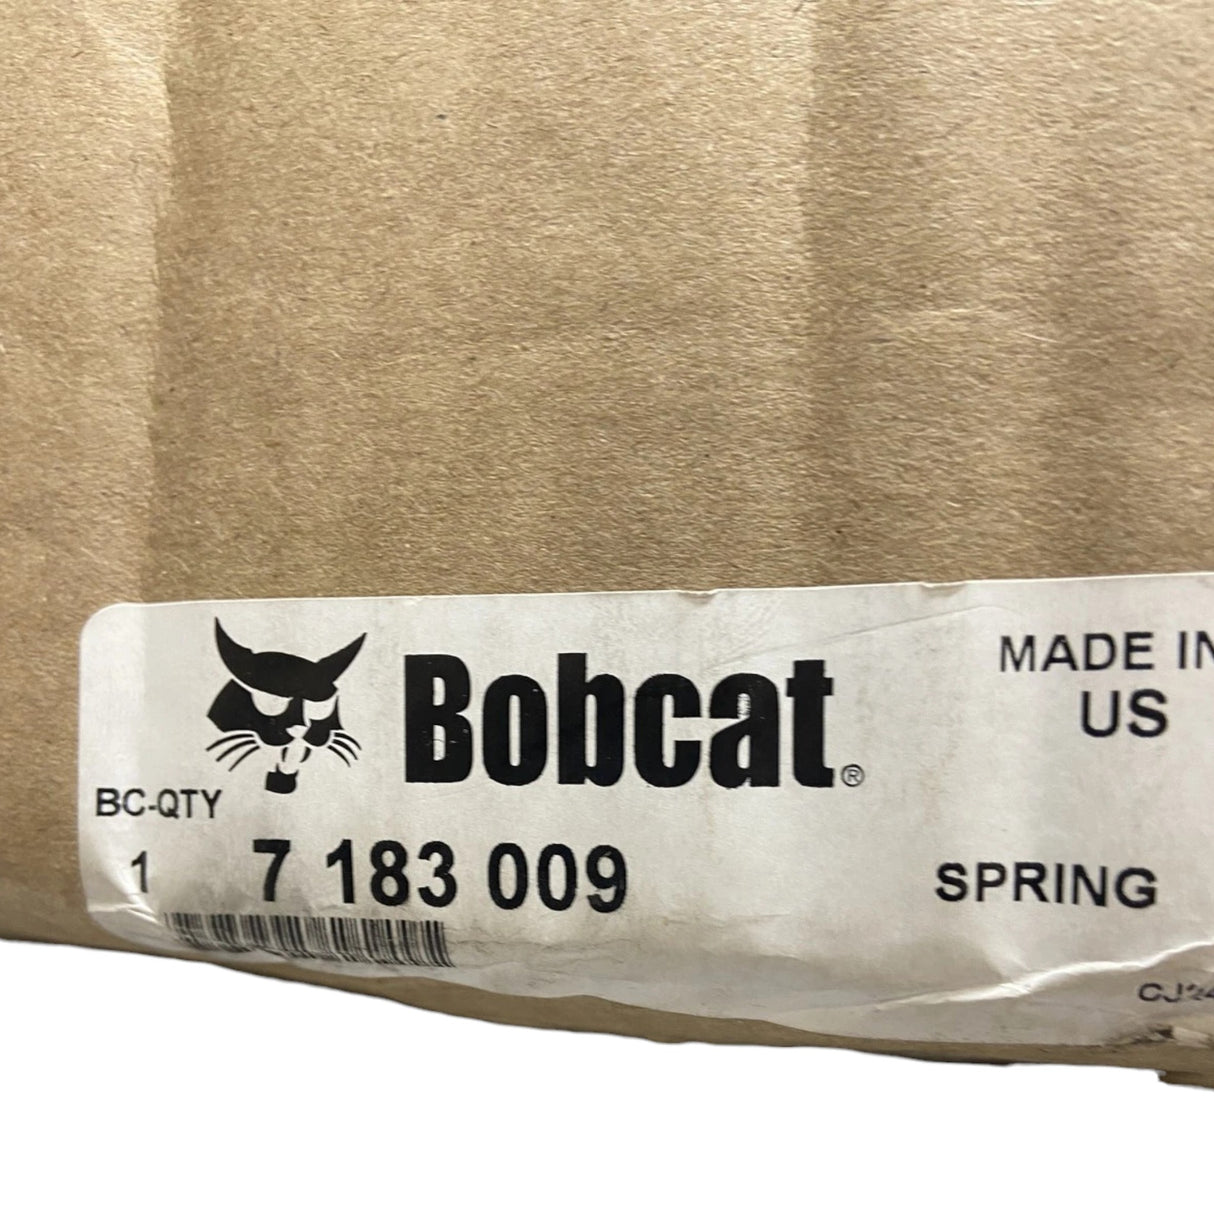 Bobcat®
MADE IN
US
BC-QTY
1 7 183 009
SPRING